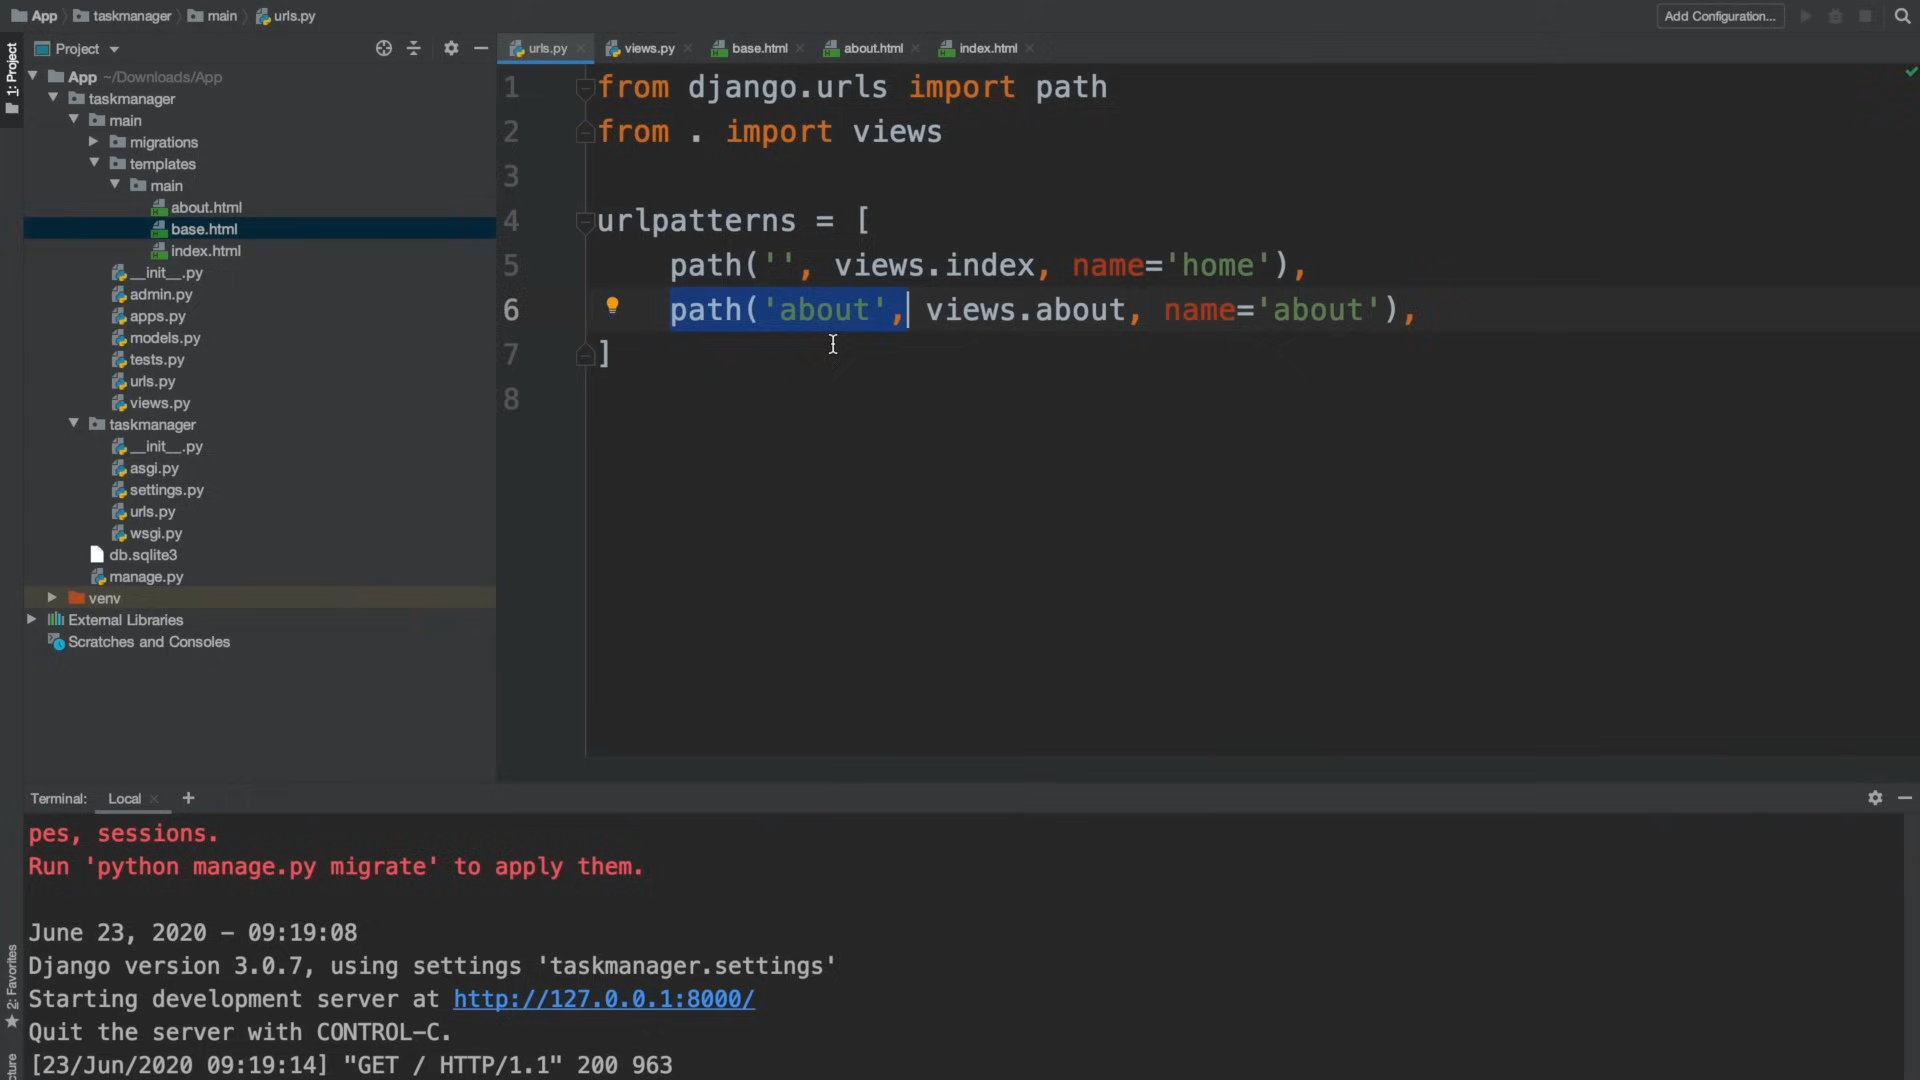 App taskmanager main urls.py Add Configuration...
1: Project
Project
urls.py views.py base.html about.html index.html
App ~/Downloads/App
taskmanager
main
migrations
templates
main
about.html
base.html
index.html
__init__.py
admin.py
apps.py
models.py
tests.py
urls.py
views.py
taskmanager
__init__.py
asgi.py
settings.py
urls.py
wsgi.py
db.sqlite3
manage.py
venv
External Libraries
Scratches and Consoles
1 from django.urls import path
2 from . import views
3
4 urlpatterns = [
5 path('', views.index, name='home'),
6 path('about', views.about, name='about'),
7 ]
8
Terminal: Local +
pes, sessions.
Run 'python manage.py migrate' to apply them.
June 23, 2020 - 09:19:08
Django version 3.0.7, using settings 'taskmanager.settings'
Starting development server at http://127.0.0.1:8000/
Quit the server with CONTROL-C.
[23/Jun/2020 09:19:14] "GET / HTTP/1.1" 200 963
2: Favorites